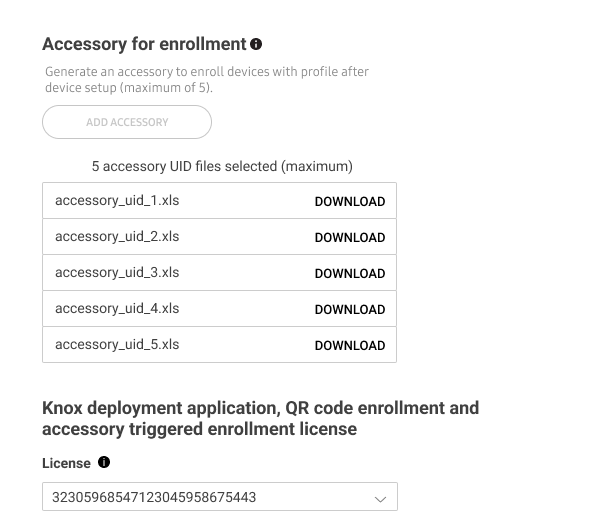 Accessory for enrollment
Generate an accessory to enroll devices with profile after
device setup (maximum of 5).
ADD ACCESSORY
5 accessory UID files selected (maximum)
accessory_uid_1.xls DOWNLOAD
accessory_uid_2.xls DOWNLOAD
accessory_uid_3.xls DOWNLOAD
accessory_uid_4.xls DOWNLOAD
accessory_uid_5.xls DOWNLOAD
Knox deployment application, QR code enrollment and
accessory triggered enrollment license
License
32305968547123045958675443